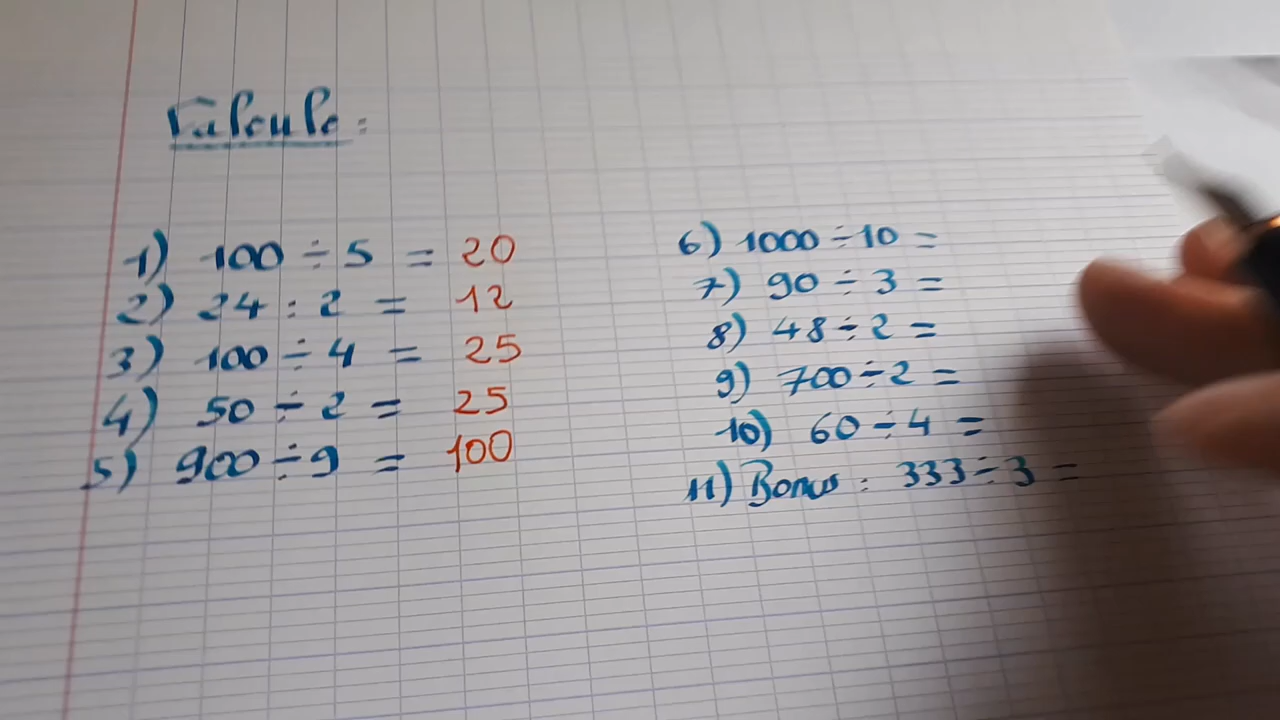 Calcule :
1) 100 ÷ 5 = 20
2) 24 : 2 = 12
3) 100 ÷ 4 = 25
4) 50 ÷ 2 = 25
5) 900 ÷ 9 = 100
6) 1000 ÷ 10 =
7) 90 ÷ 3 =
8) 48 ÷ 2 =
9) 700 ÷ 2 =
10) 60 ÷ 4 =
11) Bonus : 333 ÷ 3 =